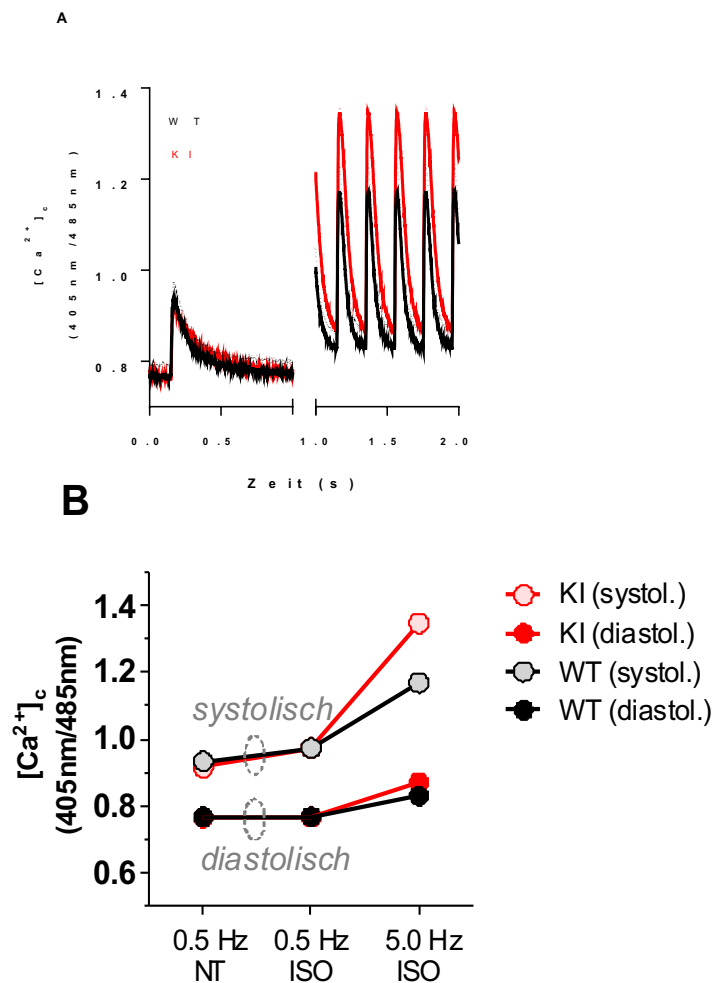 A
1.4
1.2
1.0
0.8
[Ca²⁺]c
(405nm/485nm)
WT
KI
0.0 0.5 1.0 1.5 2.0
Zeit (s)
B
1.4
1.2
1.0
0.8
0.6
[Ca²⁺]c
(405nm/485nm)
systolisch
diastolisch
0.5 Hz 0.5 Hz 5.0 Hz
NT ISO ISO
KI (systol.)
KI (diastol.)
WT (systol.)
WT (diastol.)